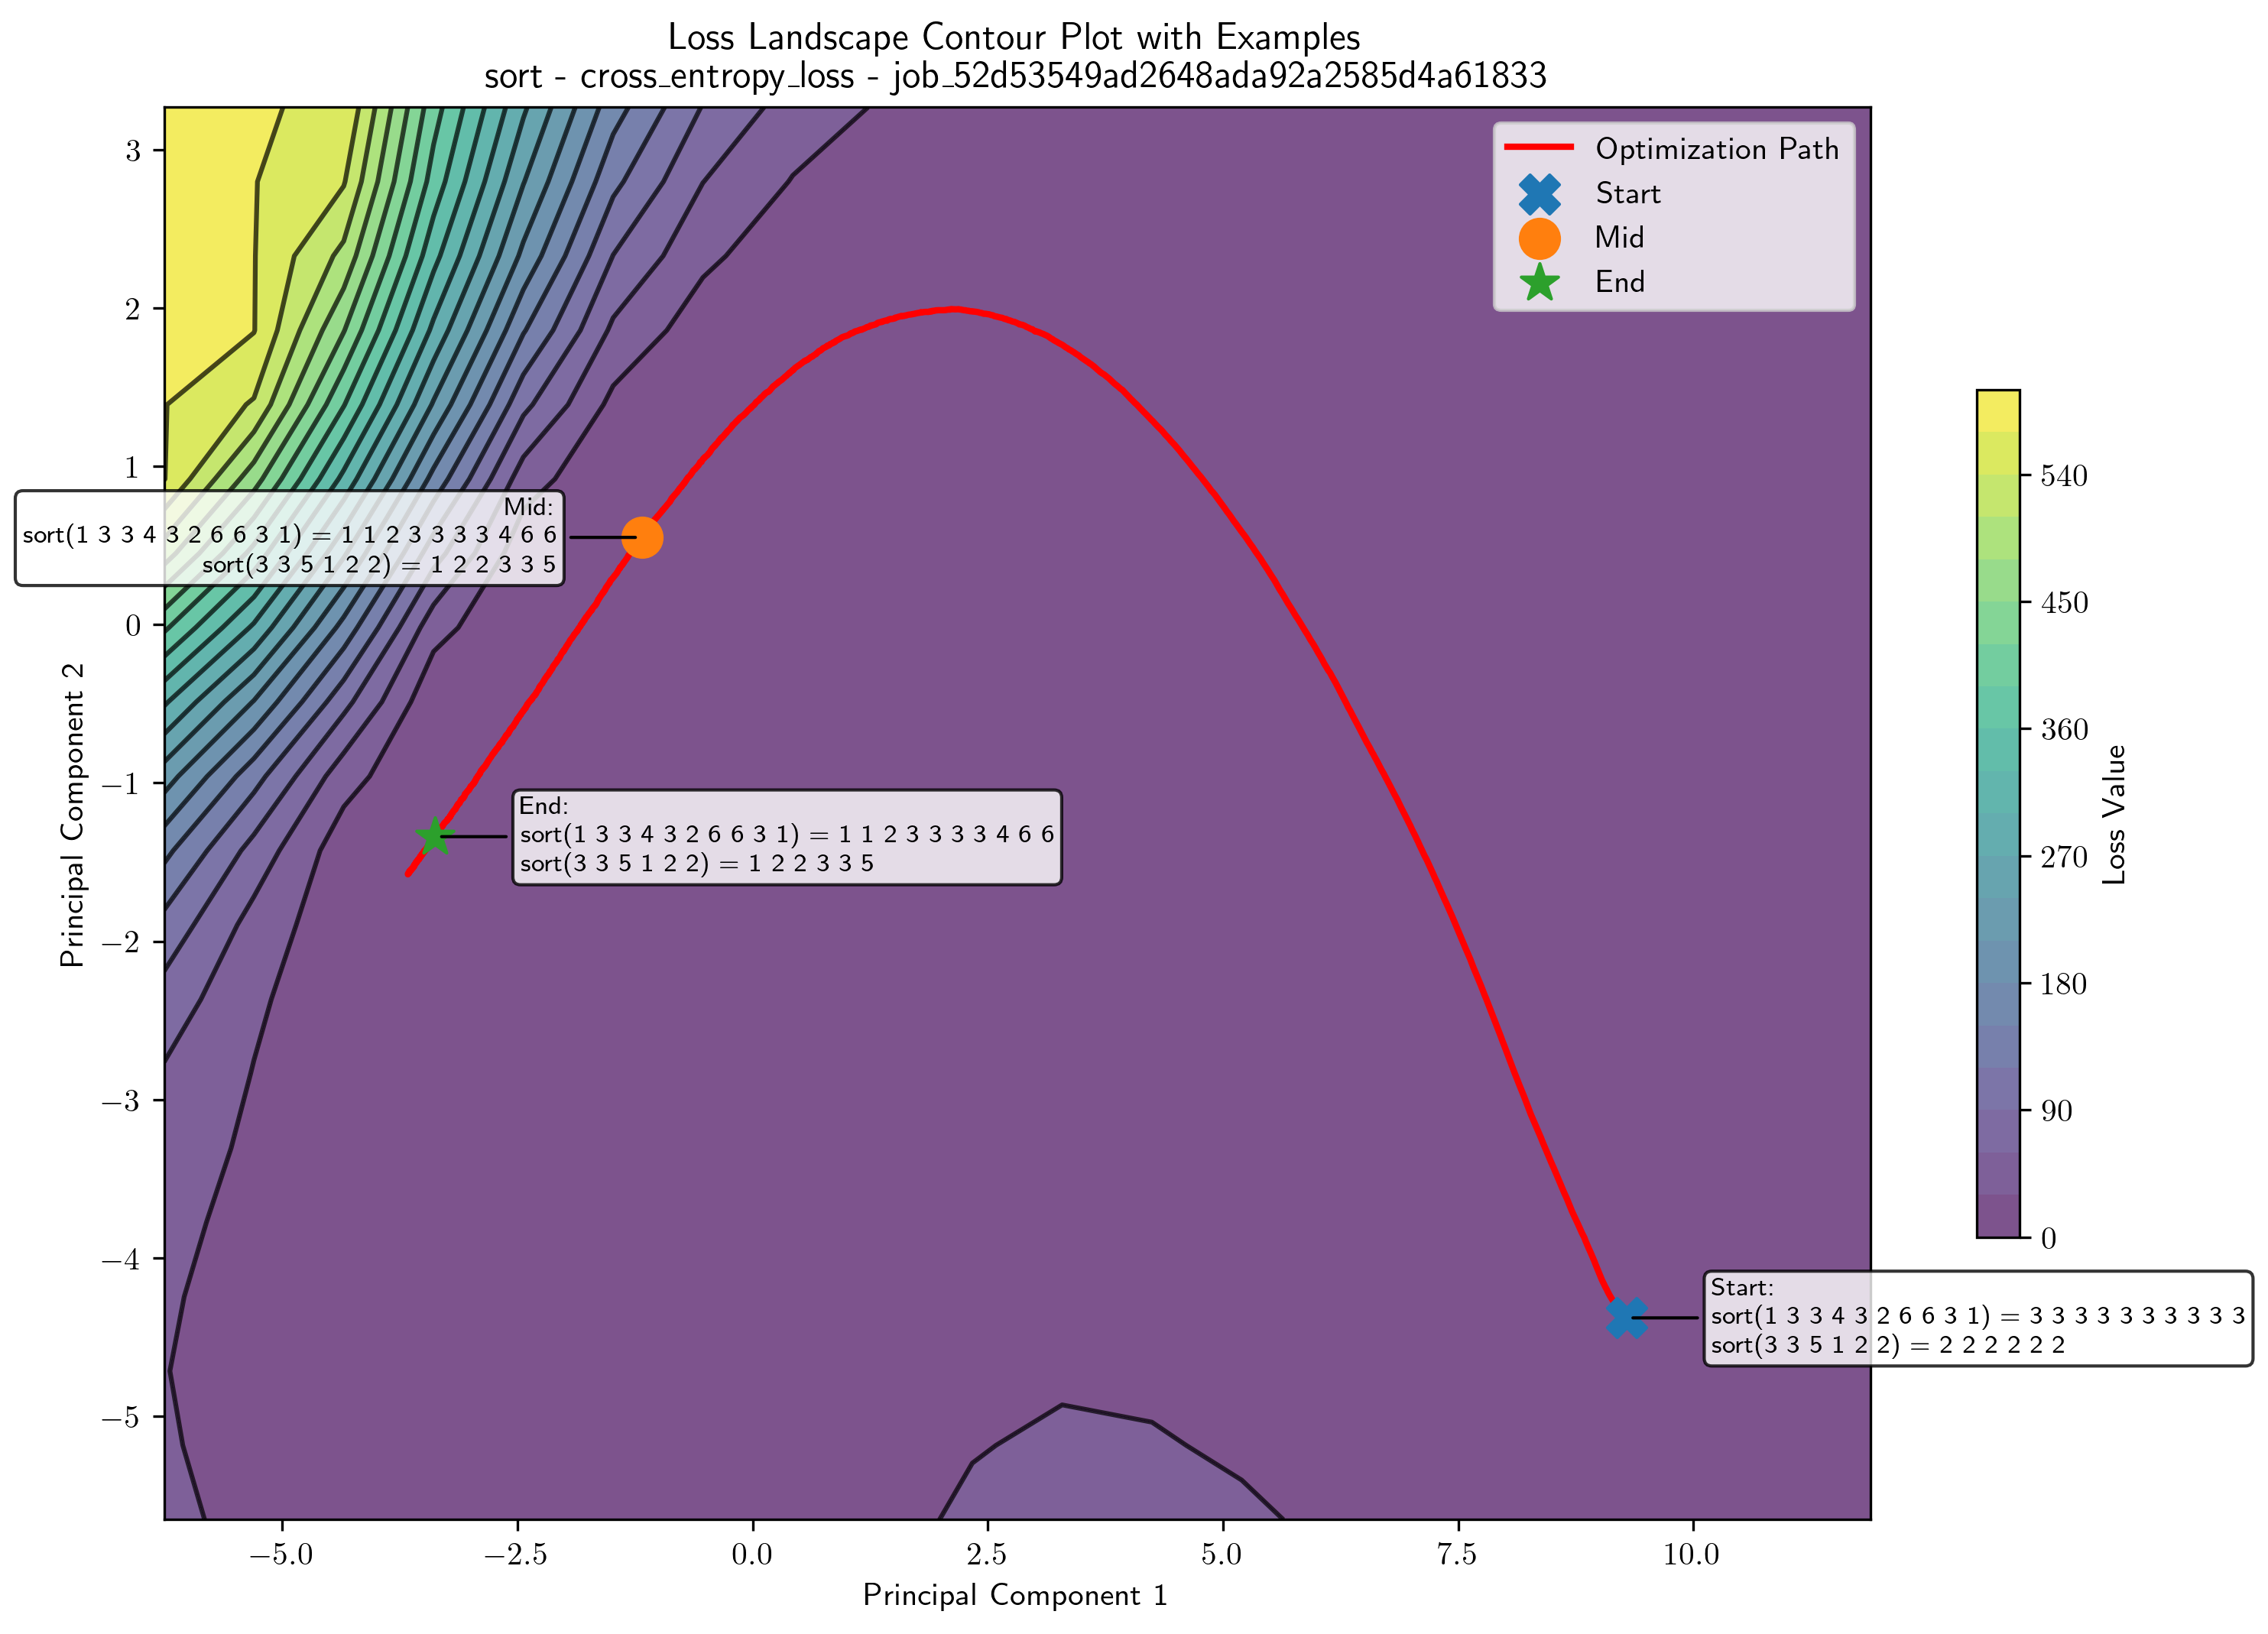 Loss Landscape Contour Plot with Examples
sort - cross_entropy_loss - job_52d53549ad2648ada92a2585d4a61833
Optimization Path
Start
Mid
End
3
2
1
0
−1
−2
−3
−4
−5
Principal Component 2
Mid:
sort(1 3 3 4 3 2 6 6 3 1) = 1 1 2 3 3 3 3 4 6 6
sort(3 3 5 1 2 2) = 1 2 2 3 3 5
End:
sort(1 3 3 4 3 2 6 6 3 1) = 1 1 2 3 3 3 3 4 6 6
sort(3 3 5 1 2 2) = 1 2 2 3 3 5
Start:
sort(1 3 3 4 3 2 6 6 3 1) = 3 3 3 3 3 3 3 3 3 3
sort(3 3 5 1 2 2) = 2 2 2 2 2 2
−5.0
−2.5
0.0
2.5
5.0
7.5
10.0
Principal Component 1
540
450
360
270
180
90
0
Loss Value